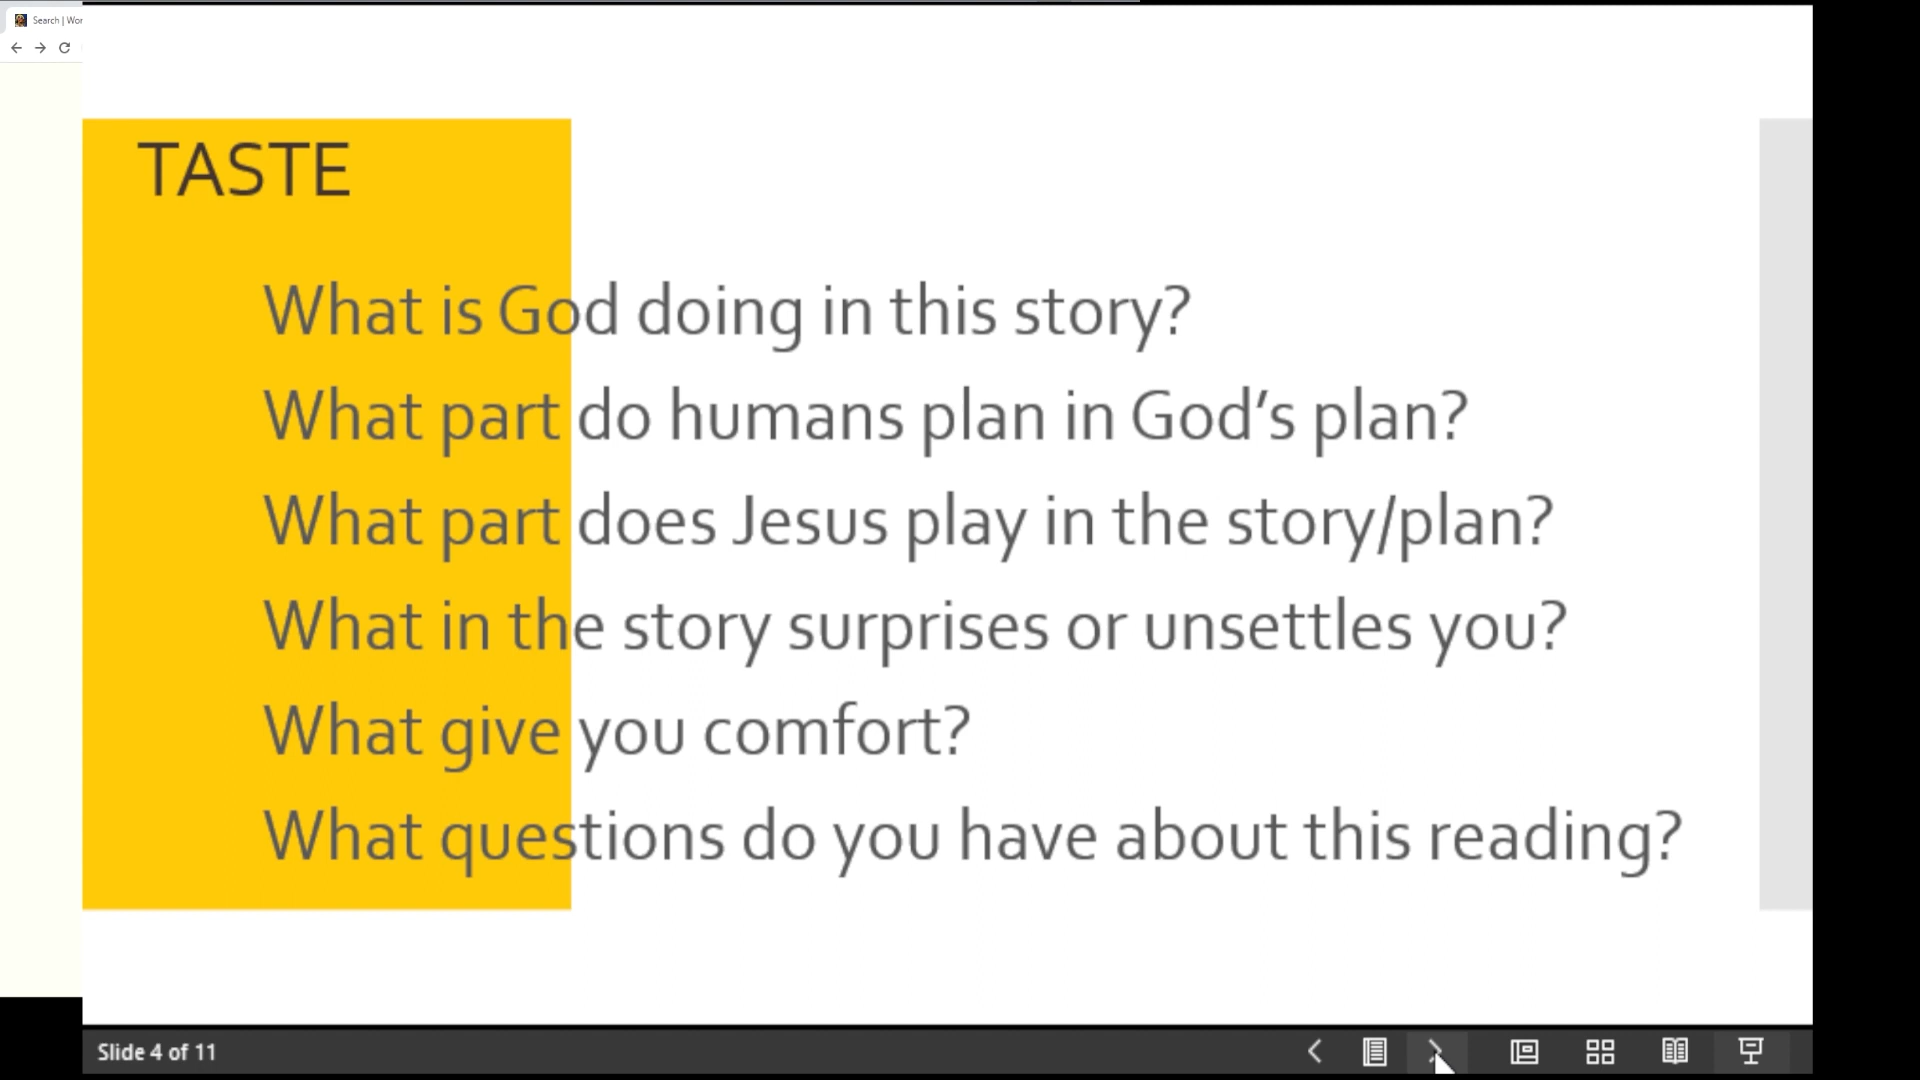 Search | Wor
TASTE
What is God doing in this story?
What part do humans plan in God's plan?
What part does Jesus play in the story/plan?
What in the story surprises or unsettles you?
What give you comfort?
What questions do you have about this reading?
Slide 4 of 11